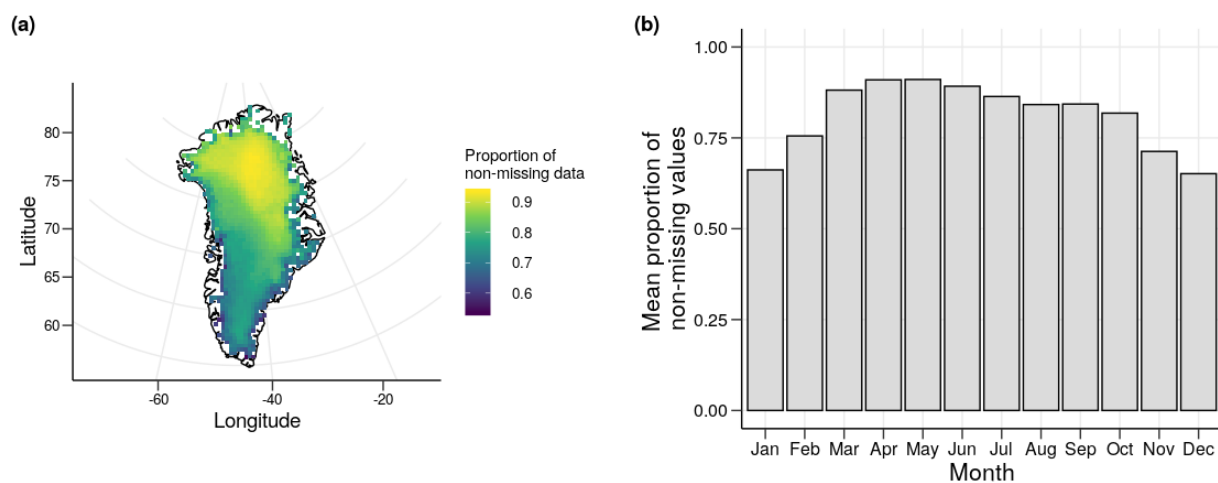 (a)
80
75
70
65
60
Latitude
-60
-40
-20
Longitude
Proportion of
non-missing data
0.9
0.8
0.7
0.6
(b)
1.00
0.75
0.50
0.25
0.00
Mean proportion of
non-missing values
Jan Feb Mar Apr May Jun Jul Aug Sep Oct Nov Dec
Month